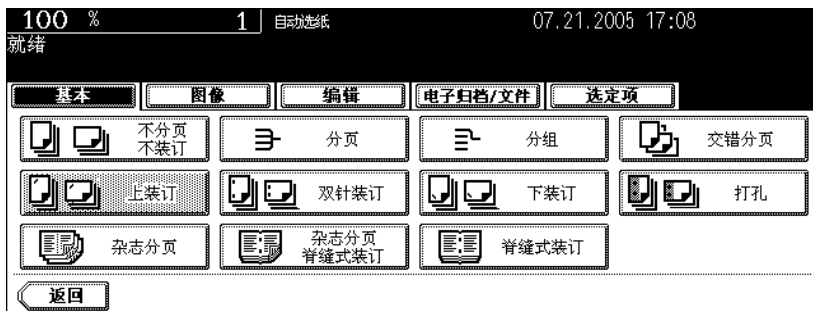 100 % 1 自动选纸 07.21.2005 17:08
就绪
基本 图像 编辑 电子归档/文件 选定项
不分页
不装订
分页
分组
交错分页
上装订
双针装订
下装订
打孔
杂志分页
杂志分页
脊缝式装订
脊缝式装订
返回